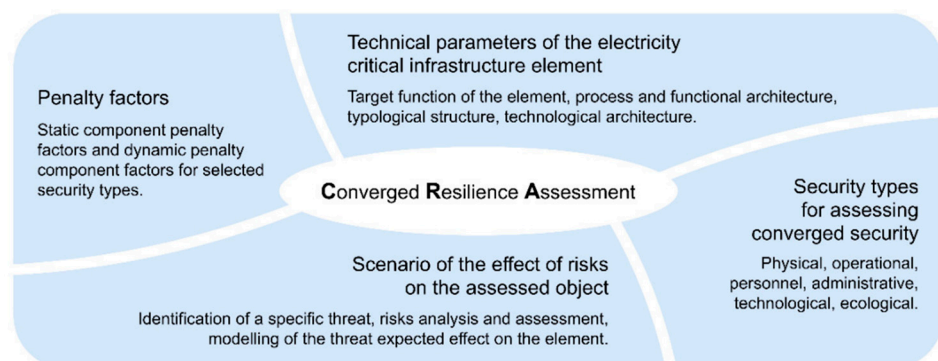 Technical parameters of the electricity
critical infrastructure element
Target function of the element, process and functional architecture,
typological structure, technological architecture.
Penalty factors
Static component penalty
factors and dynamic penalty
component factors for selected
security types.
Converged Resilience Assessment
Security types
for assessing
converged security
Physical, operational,
personnel, administrative,
technological, ecological.
Scenario of the effect of risks
on the assessed object
Identification of a specific threat, risks analysis and assessment,
modelling of the threat expected effect on the element.